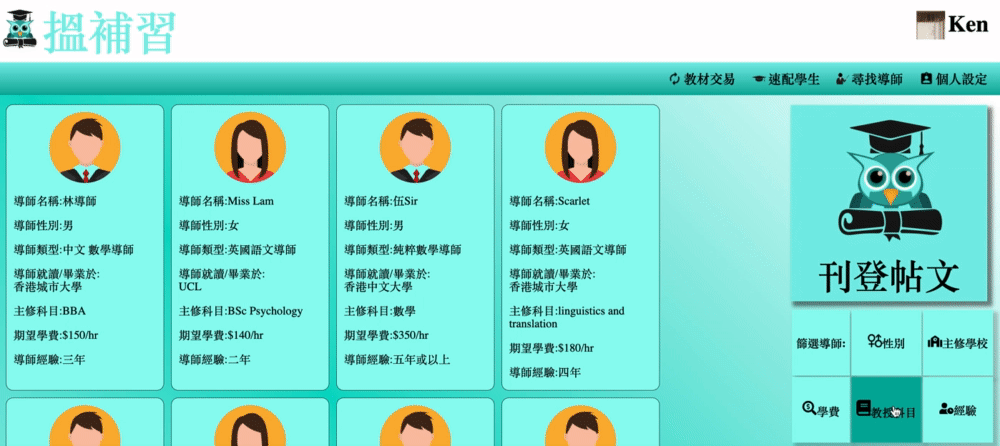 搵補習
Ken
教材交易 速配學生 尋找導師 個人設定
導師名稱:林導師
導師性別:男
導師類型:中文 數學導師
導師就讀/畢業於:
香港城市大學
主修科目:BBA
期望學費:$150/hr
導師經驗:三年
導師名稱:Miss Lam
導師性別:女
導師類型:英國語文導師
導師就讀/畢業於:
UCL
主修科目:BSc Psychology
期望學費:$140/hr
導師經驗:二年
導師名稱:伍Sir
導師性別:男
導師類型:純粹數學導師
導師就讀/畢業於:
香港中文大學
主修科目:數學
期望學費:$350/hr
導師經驗:五年或以上
導師名稱:Scarlet
導師性別:女
導師類型:英國語文導師
導師就讀/畢業於:
香港城市大學
主修科目:linguistics and
translation
期望學費:$180/hr
導師經驗:四年
刊登帖文
篩選導師: 性別 主修學校
學費 教授科目 經驗